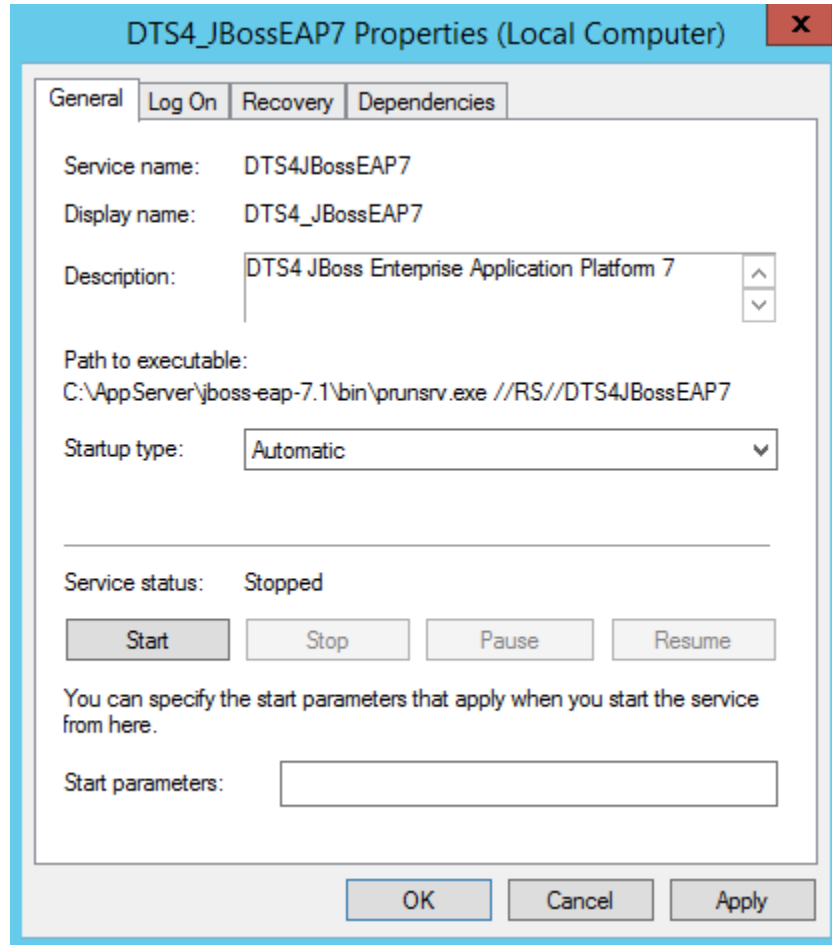 DTS4_JBossEAP7 Properties (Local Computer)
x
General Log On Recovery Dependencies
Service name: DTS4JBossEAP7
Display name: DTS4_JBossEAP7
Description: DTS4 JBoss Enterprise Application Platform 7
Path to executable:
C:\AppServer\jboss-eap-7.1\bin\prunsrv.exe //RS//DTS4JBossEAP7
Startup type: Automatic
Service status: Stopped
Start Stop Pause Resume
You can specify the start parameters that apply when you start the service
from here.
Start parameters:
OK Cancel Apply